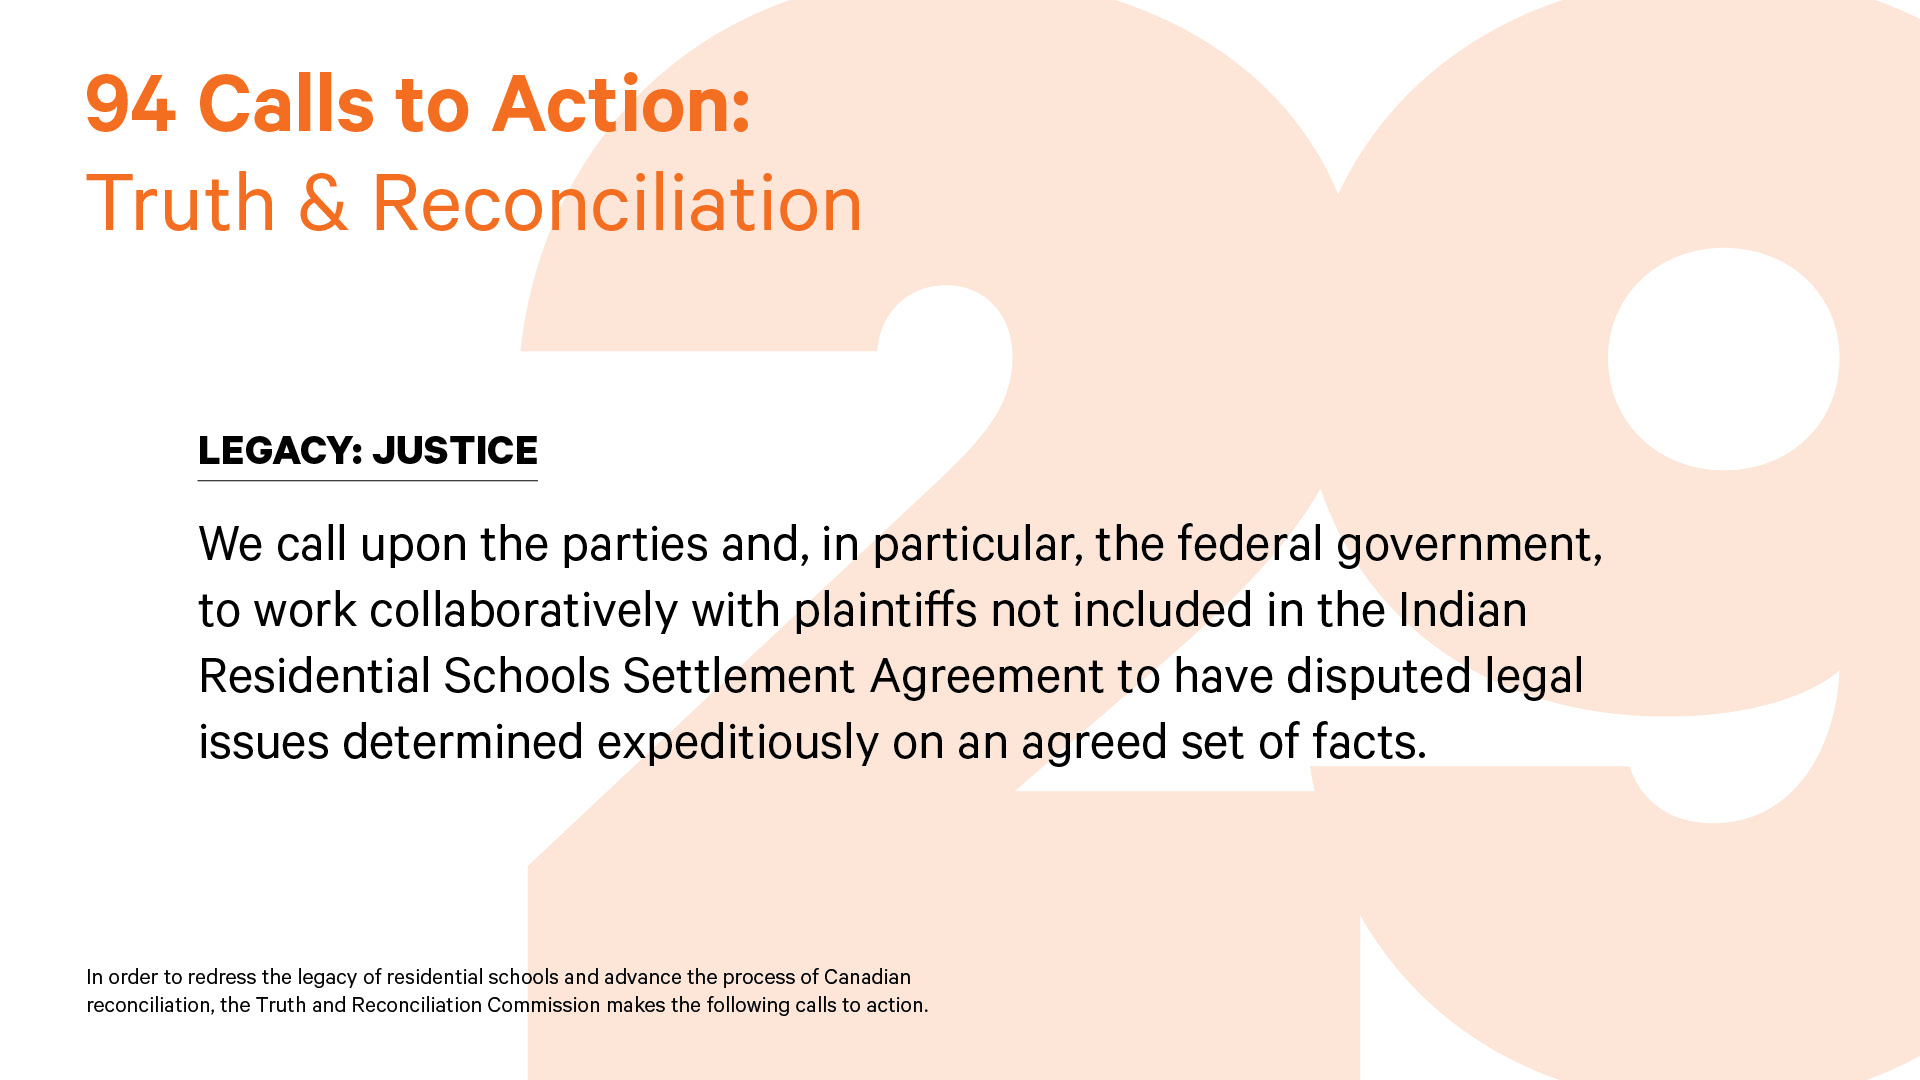 94 Calls to Action:
Truth & Reconciliation
29
LEGACY: JUSTICE
We call upon the parties and, in particular, the federal government,
to work collaboratively with plaintiffs not included in the Indian
Residential Schools Settlement Agreement to have disputed legal
issues determined expeditiously on an agreed set of facts.
In order to redress the legacy of residential schools and advance the process of Canadian
reconciliation, the Truth and Reconciliation Commission makes the following calls to action.